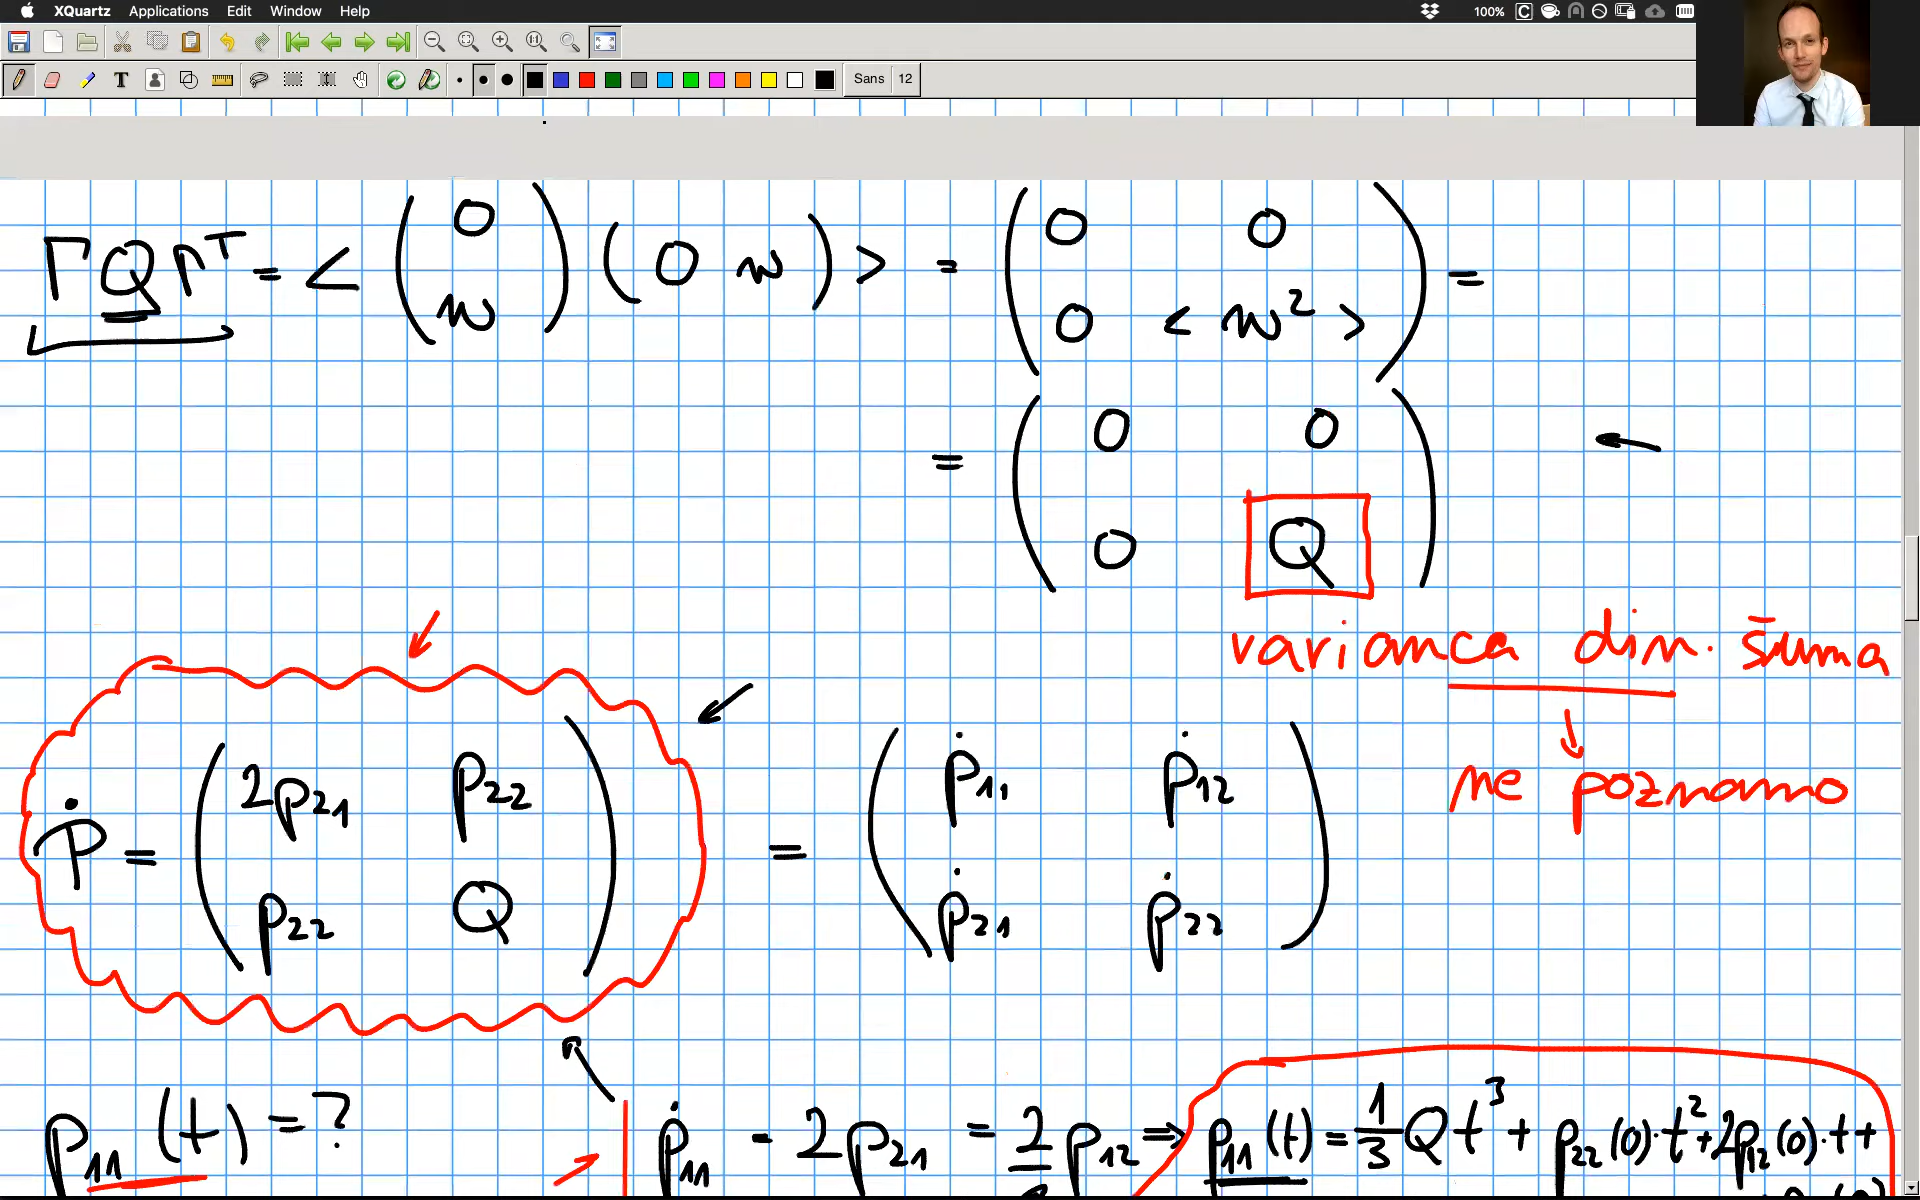 XQuartz Applications Edit Window Help 100%
T Sans 12
ΓQΓᵀ = < (0 w) (0 w) > = (0 0 0 <w²>) =
= (0 0 0 Q) ←
varianca din. šuma
ne poznamo
Ṗ = (2p₂₁ p₂₂ p₂₂ Q) = (ṗ₁₁ ṗ₁₂ ṗ₂₁ ṗ₂₂)
p₁₁(t) = ? ṗ₁₁ = 2p₂₁ = 2p₁₂ ⇒ p₁₁(t) = 1/3 Qt³ + p₂₂(0)·t² + 2p₁₂(0)·t +